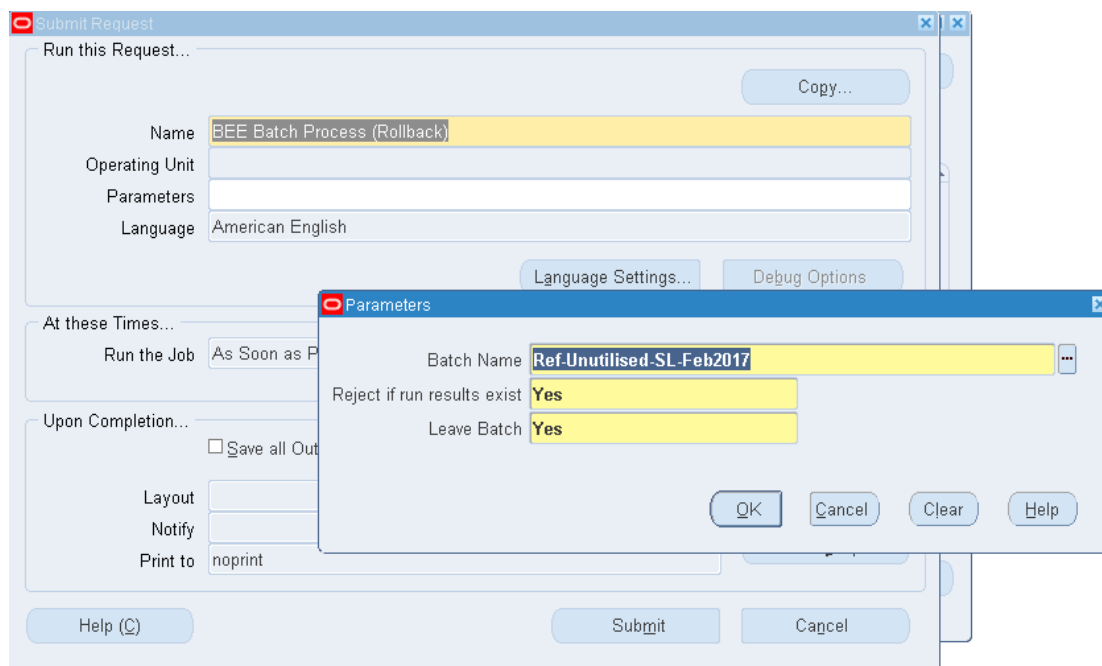 Submit Request
Run this Request...
Copy...
Name BEE Batch Process (Rollback)
Operating Unit
Parameters
Language American English
Language Settings... Debug Options
Parameters
At these Times...
Run the Job As Soon as P
Batch Name Ref-Unutilised-SL-Feb2017
Reject if run results exist Yes
Leave Batch Yes
Upon Completion...
Save all Out
Layout
OK Cancel Clear Help
Notify
Print to noprint
Help (C) Submit Cancel